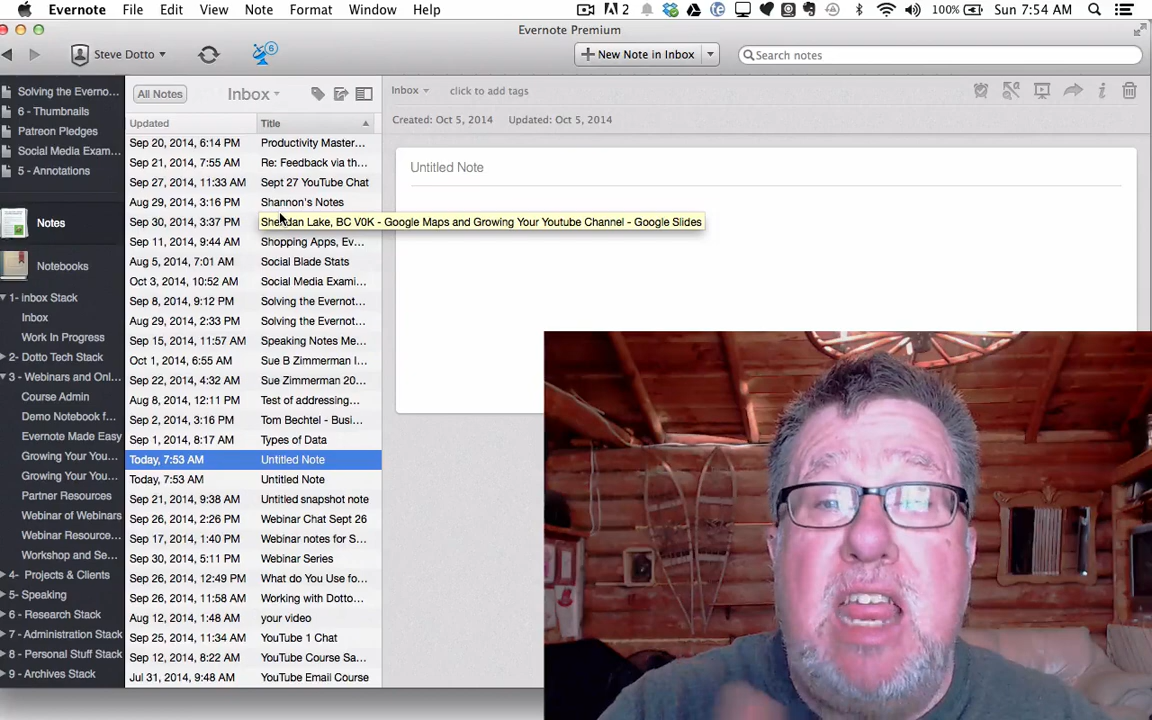 Evernote File Edit View Note Format Window Help 2 100% Sun 7:54 AM
Evernote Premium
Steve Dotto 6 New Note in Inbox Search notes
Solving the Everno...
6 - Thumbnails
Patreon Pledges
Social Media Exam...
5 - Annotations
Notes
Notebooks
1- inbox Stack
Inbox
Work In Progress
2- Dotto Tech Stack
3 - Webinars and Onl...
Course Admin
Demo Notebook f...
Evernote Made Easy
Growing Your You...
Growing Your You...
Partner Resources
Webinar of Webinars
Webinar Resource...
Workshop and Se...
4- Projects & Clients
5- Speaking
6 - Research Stack
7 - Administration Stack
8 - Personal Stuff Stack
9 - Archives Stack
All Notes Inbox
Updated Title
Sep 20, 2014, 6:14 PM Productivity Master...
Sep 21, 2014, 7:55 AM Re: Feedback via th...
Sep 27, 2014, 11:33 AM Sept 27 YouTube Chat
Aug 29, 2014, 3:16 PM Shannon's Notes
Sep 30, 2014, 3:37 PM Sheridan Lake, BC V0K - Google Maps and Growing Your Youtube Channel - Google Slides
Sep 11, 2014, 9:44 AM Shopping Apps, Ev...
Aug 5, 2014, 7:01 AM Social Blade Stats
Oct 3, 2014, 10:52 AM Social Media Exami...
Sep 8, 2014, 9:12 PM Solving the Evernot...
Aug 29, 2014, 2:33 PM Solving the Evernot...
Sep 15, 2014, 11:57 AM Speaking Notes Me...
Oct 1, 2014, 6:55 AM Sue B Zimmerman I...
Sep 22, 2014, 4:32 AM Sue Zimmerman 20...
Aug 8, 2014, 12:11 PM Test of addressing...
Sep 2, 2014, 3:16 PM Tom Bechtel - Busi...
Sep 1, 2014, 8:17 AM Types of Data
Today, 7:53 AM Untitled Note
Today, 7:53 AM Untitled Note
Sep 21, 2014, 9:38 AM Untitled snapshot note
Sep 26, 2014, 2:26 PM Webinar Chat Sept 26
Sep 17, 2014, 1:40 PM Webinar notes for S...
Sep 30, 2014, 5:11 PM Webinar Series
Sep 26, 2014, 12:49 PM What do You Use fo...
Sep 26, 2014, 11:58 AM Working with Dotto...
Aug 12, 2014, 1:48 AM your video
Sep 25, 2014, 11:34 AM YouTube 1 Chat
Sep 12, 2014, 8:22 AM YouTube Course Sa...
Jul 31, 2014, 9:48 AM YouTube Email Course
Inbox click to add tags
Created: Oct 5, 2014 Updated: Oct 5, 2014
Untitled Note